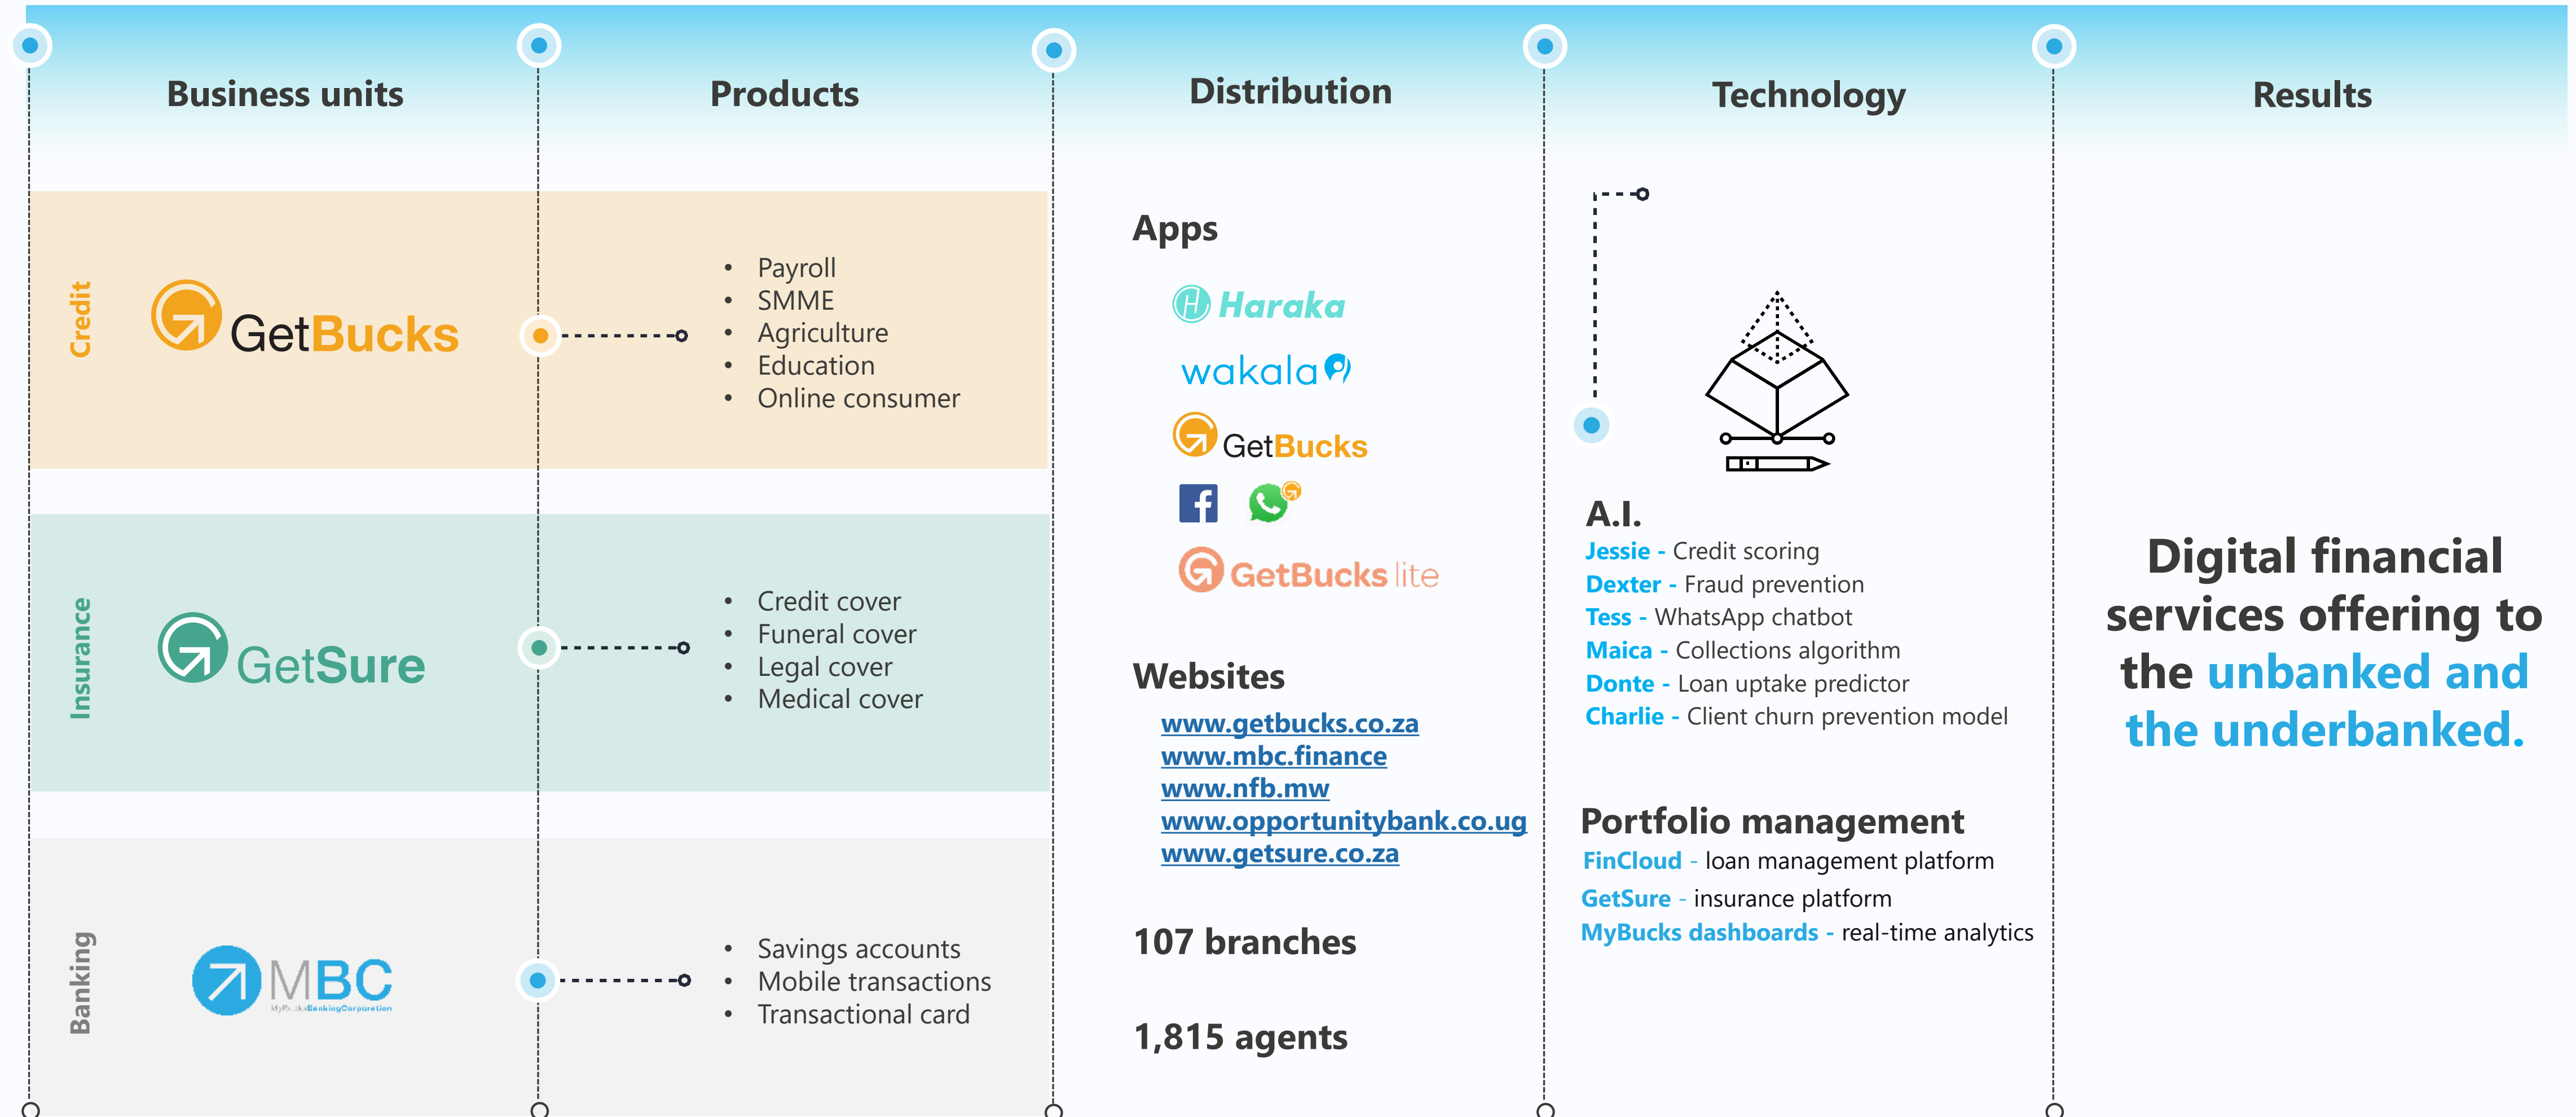 Business units
Products
Distribution
Technology
Results
Credit
GetBucks
Payroll
SMME
Agriculture
Education
Online consumer
Insurance
GetSure
Credit cover
Funeral cover
Legal cover
Medical cover
Banking
MBC
MyBucksBankingCorporation
Savings accounts
Mobile transactions
Transactional card
Apps
Haraka
wakala
GetBucks
GetBucks lite
Websites
www.getbucks.co.za
www.mbc.finance
www.nfb.mw
www.opportunitybank.co.ug
www.getsure.co.za
107 branches
1,815 agents
A.I.
Jessie - Credit scoring
Dexter - Fraud prevention
Tess - WhatsApp chatbot
Maica - Collections algorithm
Donte - Loan uptake predictor
Charlie - Client churn prevention model
Portfolio management
FinCloud - loan management platform
GetSure - insurance platform
MyBucks dashboards - real-time analytics
Digital financial
services offering to
the unbanked and
the underbanked.